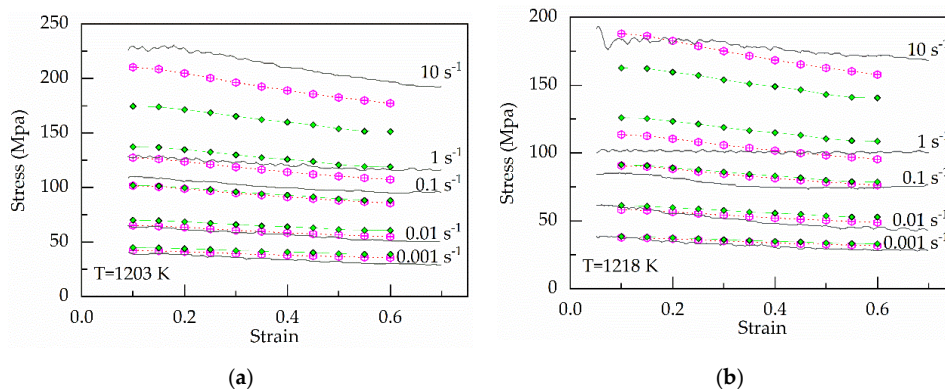 250
200
150
100
50
0
Stress (Mpa)
10 s⁻¹
1 s⁻¹
0.1 s⁻¹
0.01 s⁻¹
0.001 s⁻¹
T=1203 K
0.0 0.2 0.4 0.6
Strain
(a)
200
150
100
50
0
Stress (Mpa)
10 s⁻¹
1 s⁻¹
0.1 s⁻¹
0.01 s⁻¹
0.001 s⁻¹
T=1218 K
0.0 0.2 0.4 0.6
Strain
(b)